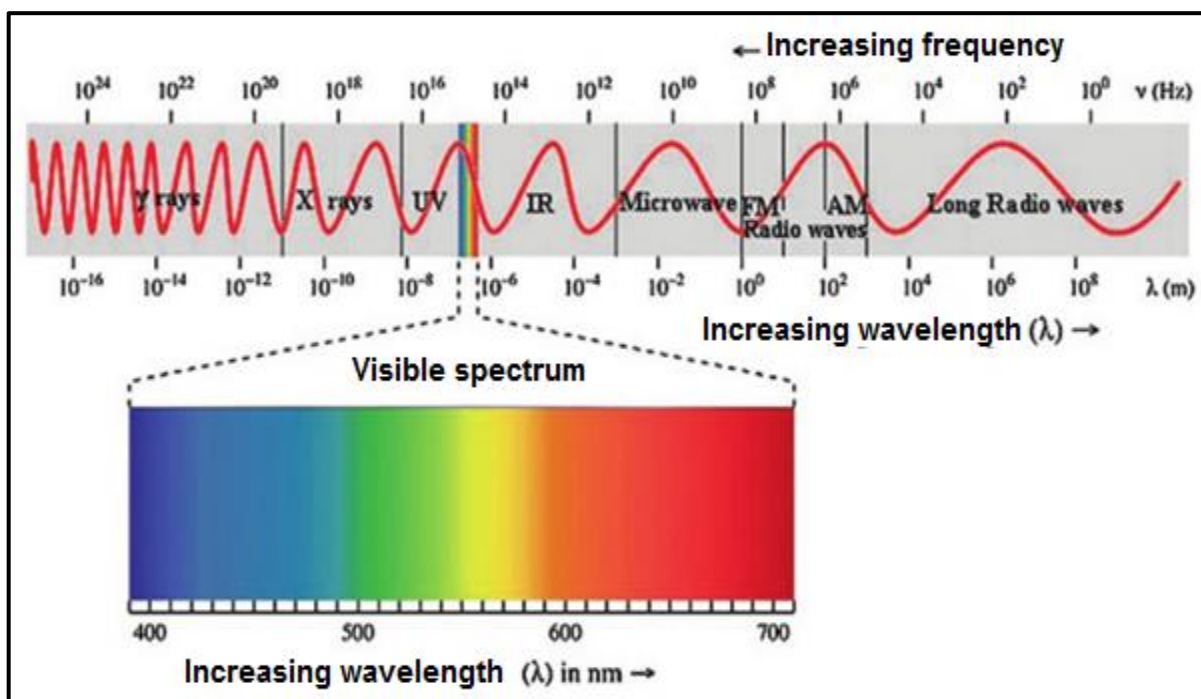 ← Increasing frequency
10²⁴ 10²² 10²⁰ 10¹⁸ 10¹⁶ 10¹⁴ 10¹² 10¹⁰ 10⁸ 10⁶ 10⁴ 10² 10⁰ ν (Hz)
γ rays X rays UV IR Microwave FM AM Long Radio waves
Radio waves
10⁻¹⁶ 10⁻¹⁴ 10⁻¹² 10⁻¹⁰ 10⁻⁸ 10⁻⁶ 10⁻⁴ 10⁻² 10⁰ 10² 10⁴ 10⁶ 10⁸ λ (m)
Increasing wavelength (λ) →
Visible spectrum
400 500 600 700
Increasing wavelength (λ) in nm →